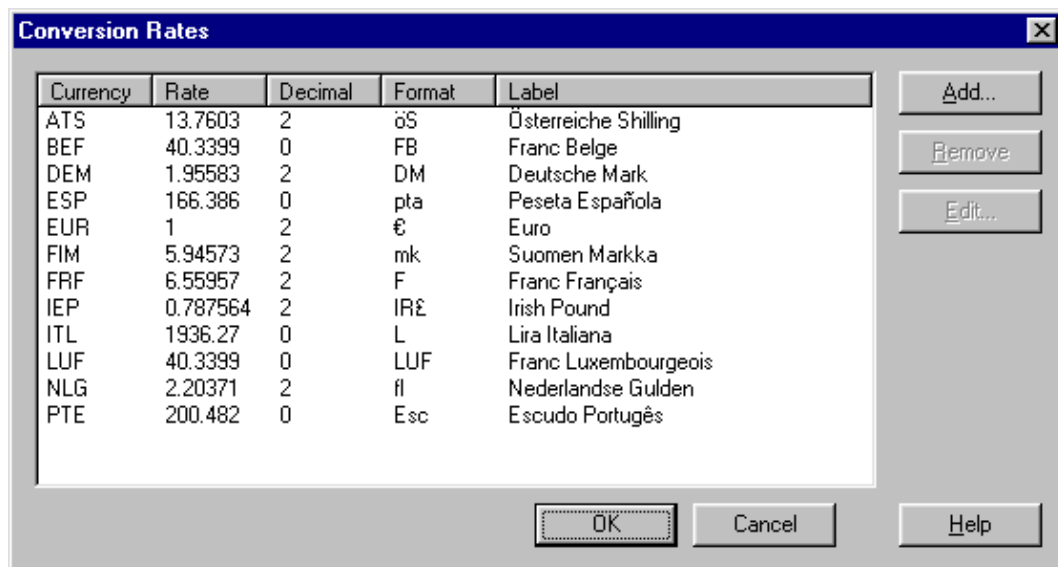 Conversion Rates
Currency Rate Decimal Format Label
ATS 13.7603 2 öS Österreiche Shilling
BEF 40.3399 0 FB Franc Belge
DEM 1.95583 2 DM Deutsche Mark
ESP 166.386 0 pta Peseta Española
EUR 1 2 € Euro
FIM 5.94573 2 mk Suomen Markka
FRF 6.55957 2 F Franc Français
IEP 0.787564 2 IR£ Irish Pound
ITL 1936.27 0 L Lira Italiana
LUF 40.3399 0 LUF Franc Luxembourgeois
NLG 2.20371 2 fl Nederlandse Gulden
PTE 200.482 0 Esc Escudo Portugês
Add...
Remove
Edit...
OK Cancel Help